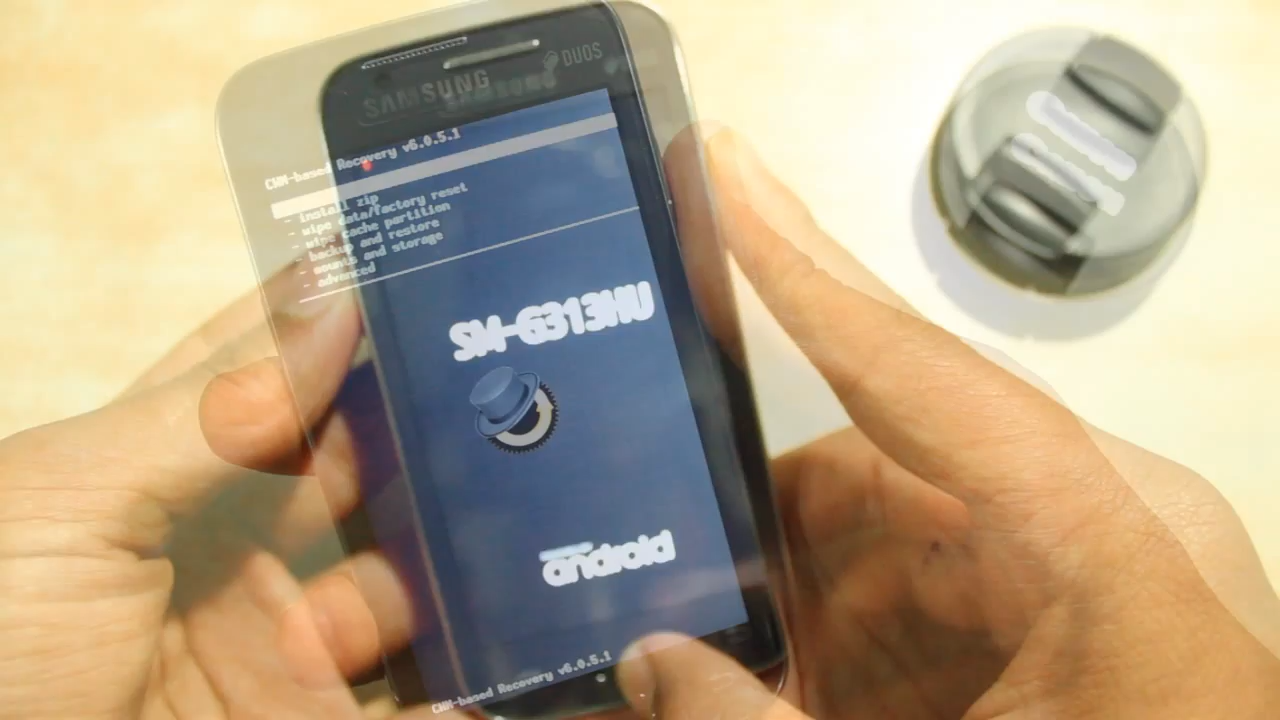 SAMSUNG
DUOS
CWM-based Recovery v6.0.5.1
- install zip
- wipe data/factory reset
- wipe cache partition
- backup and restore
- mounts and storage
- advanced
SM-G313HU
android
CWM-based Recovery v6.0.5.1